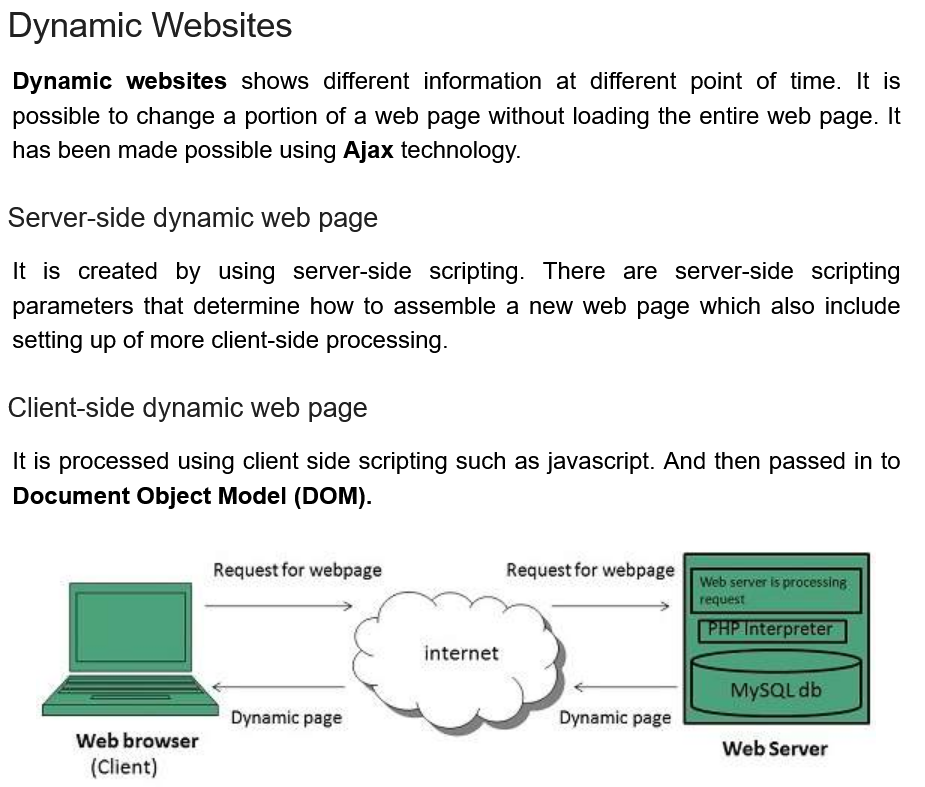 Dynamic Websites
Dynamic websites shows different information at different point of time. It is
possible to change a portion of a web page without loading the entire web page. It
has been made possible using Ajax technology.
Server-side dynamic web page
It is created by using server-side scripting. There are server-side scripting
parameters that determine how to assemble a new web page which also include
setting up of more client-side processing.
Client-side dynamic web page
It is processed using client side scripting such as javascript. And then passed in to
Document Object Model (DOM).
Request for webpage
Request for webpage
Web server is processing
request
PHP Interpreter
internet
MySQL db
Dynamic page
Dynamic page
Web browser
(Client)
Web Server